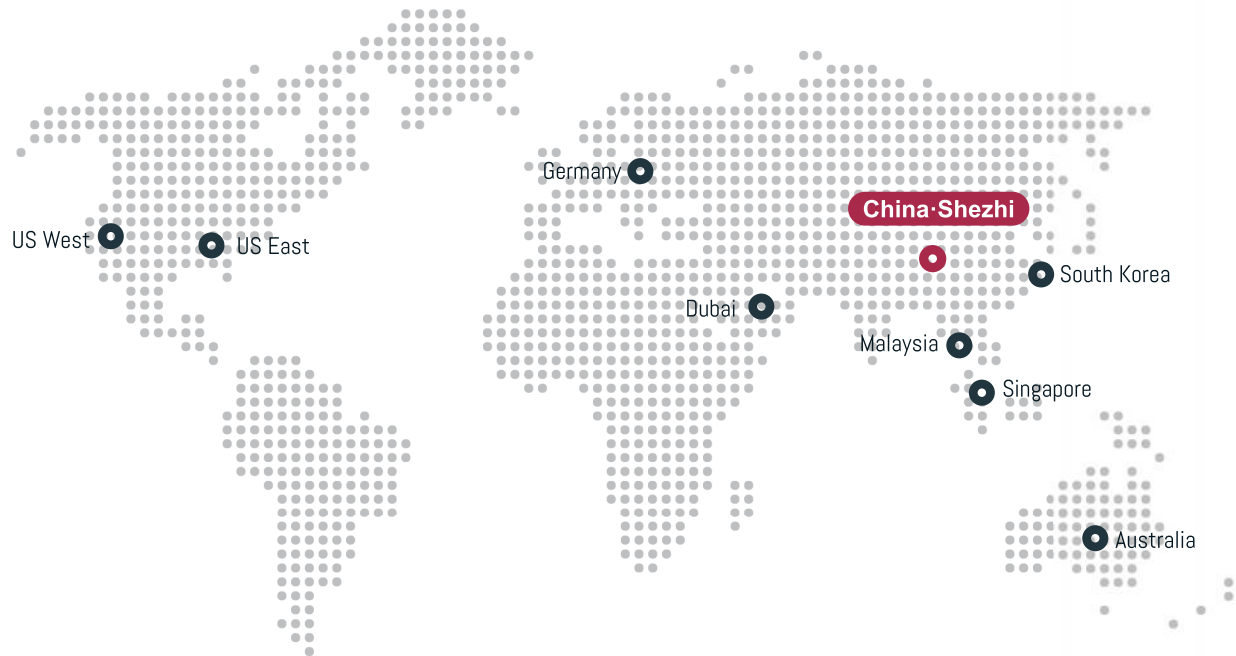 Germany
China·Shezhi
US West
US East
South Korea
Dubai
Malaysia
Singapore
Australia